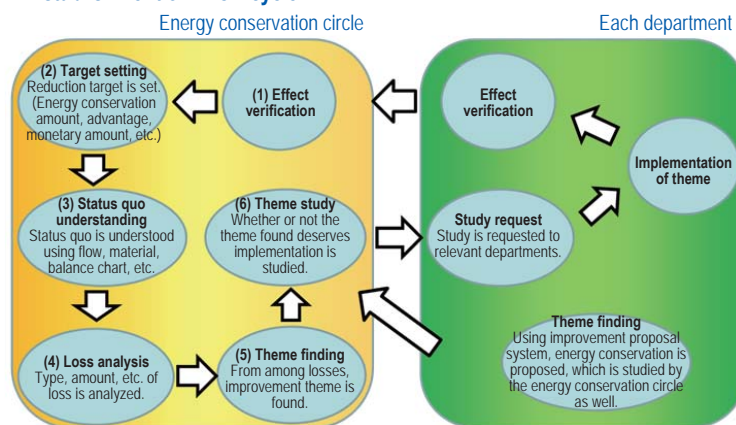 Energy conservation circle
Each department
(2) Target setting
Reduction target is set.
(Energy conservation
amount, advantage,
monetary amount, etc.)
(1) Effect
verification
Effect
verification
Implementation
of theme
(3) Status quo
understanding
Status quo is understood
using flow, material,
balance chart, etc.
(6) Theme study
Whether or not the
theme found deserves
implementation is
studied.
Study request
Study is requested to
relevant departments.
(4) Loss analysis
Type, amount, etc. of
loss is analyzed.
(5) Theme finding
From among losses,
improvement theme is
found.
Theme finding
Using improvement proposal
system, energy conservation is
proposed, which is studied by
the energy conservation circle
as well.